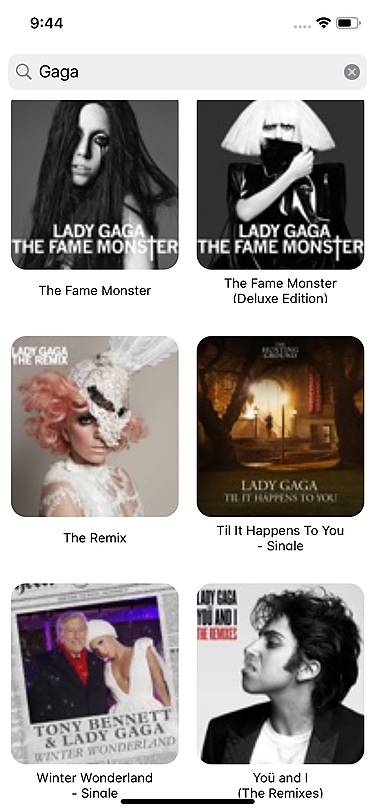 9:44
Gaga
LADY GAGA
THE FAME MONSTER
LADY GAGA
THE FAME MONSTER
The Fame Monster
The Fame Monster
(Deluxe Edition)
LADY GAGA
THE REMIX
THE
HUNTING
GROUND
LADY GAGA
TIL IT HAPPENS TO YOU
The Remix
Til It Happens To You
- Single
TONY BENNETT
& LADY GAGA
WINTER WONDERLAND
LADY GAGA
YOÜ AND I
THE REMIXES
Winter Wonderland
- Single
Yoü and I
(The Remixes)